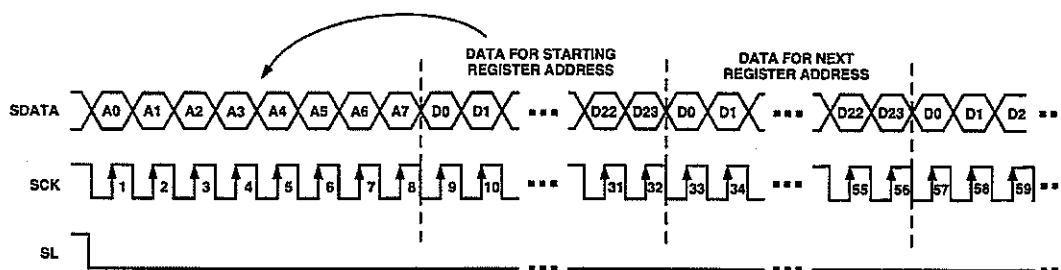 DATA FOR STARTING
REGISTER ADDRESS
DATA FOR NEXT
REGISTER ADDRESS
SDATA A0 A1 A2 A3 A4 A5 A6 A7 D0 D1 D22 D23 D0 D1 D22 D23 D0 D1 D2
SCK 1 2 3 4 5 6 7 8 9 10 31 32 33 34 55 56 57 58 59
SL